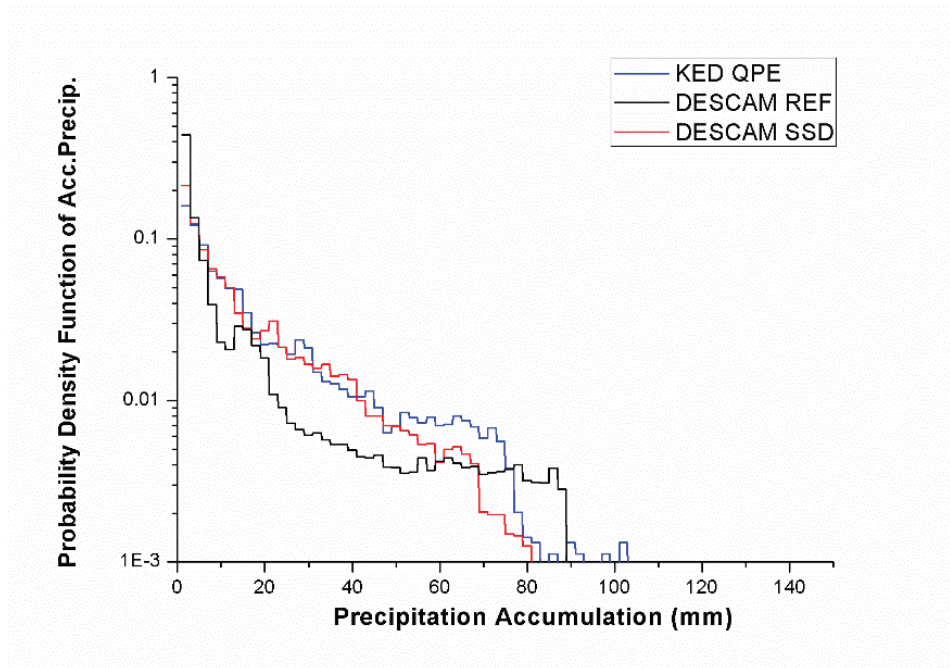 KED QPE
DESCAM REF
DESCAM SSD
Probability Density Function of Acc.Precip.
1
0.1
0.01
1E-3
0 20 40 60 80 100 120 140
Precipitation Accumulation (mm)